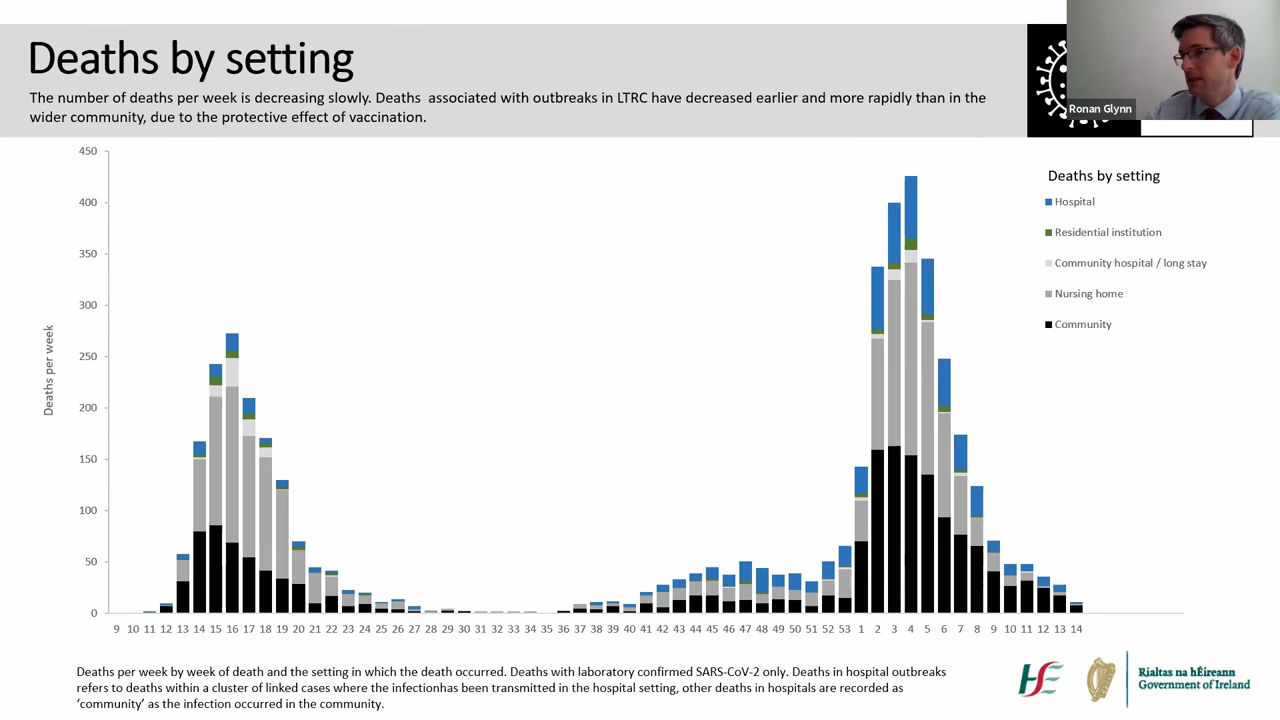 Deaths by setting
The number of deaths per week is decreasing slowly. Deaths  associated with outbreaks in LTRC have decreased earlier and more rapidly than in the
wider community, due to the protective effect of vaccination.
Ronan Glynn
450
400
350
300
250
200
150
100
50
0
Deaths per week
9 10 11 12 13 14 15 16 17 18 19 20 21 22 23 24 25 26 27 28 29 30 31 32 33 34 35 36 37 38 39 40 41 42 43 44 45 46 47 48 49 50 51 52 53 1 2 3 4 5 6 7 8 9 10 11 12 13 14
Deaths by setting
Hospital
Residential institution
Community hospital / long stay
Nursing home
Community
Deaths per week by week of death and the setting in which the death occurred. Deaths with laboratory confirmed SARS-CoV-2 only. Deaths in hospital outbreaks
refers to deaths within a cluster of linked cases where the infectionhas been transmitted in the hospital setting, other deaths in hospitals are recorded as
‘community’ as the infection occurred in the community.
Rialtas na hÉireann
Government of Ireland